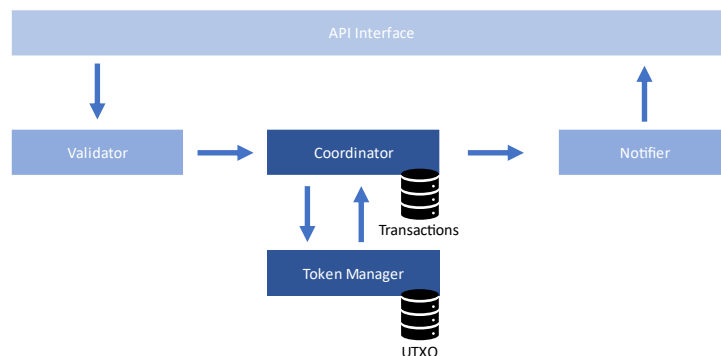 API Interface
Validator
Coordinator
Notifier
Transactions
Token Manager
UTXO